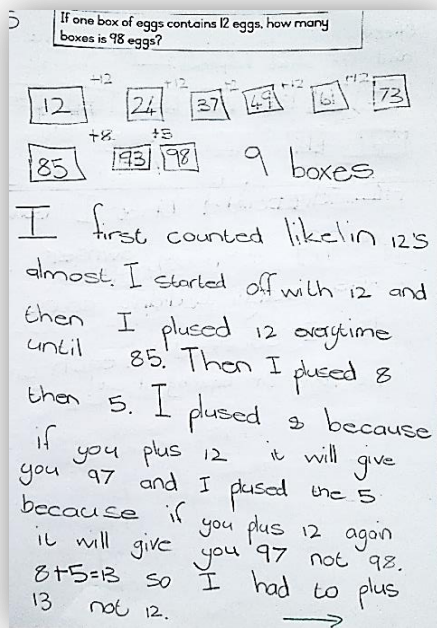 If one box of eggs contains 12 eggs, how many
boxes is 98 eggs?
+12 +12 +12 +12
12 24 37 49 61 73
+8 +5
85 93 98 9 boxes
I first counted like in 12's
almost. I started off with 12 and
then I plused 12 everytime
until 85. Then I plused 8
then 5. I plused 8 because
if you plus 12 it will give
you 97 and I plused the 5
because if you plus 12 again
it will give you 97 not 98.
8+5=13 so I had to plus
13 not 12.